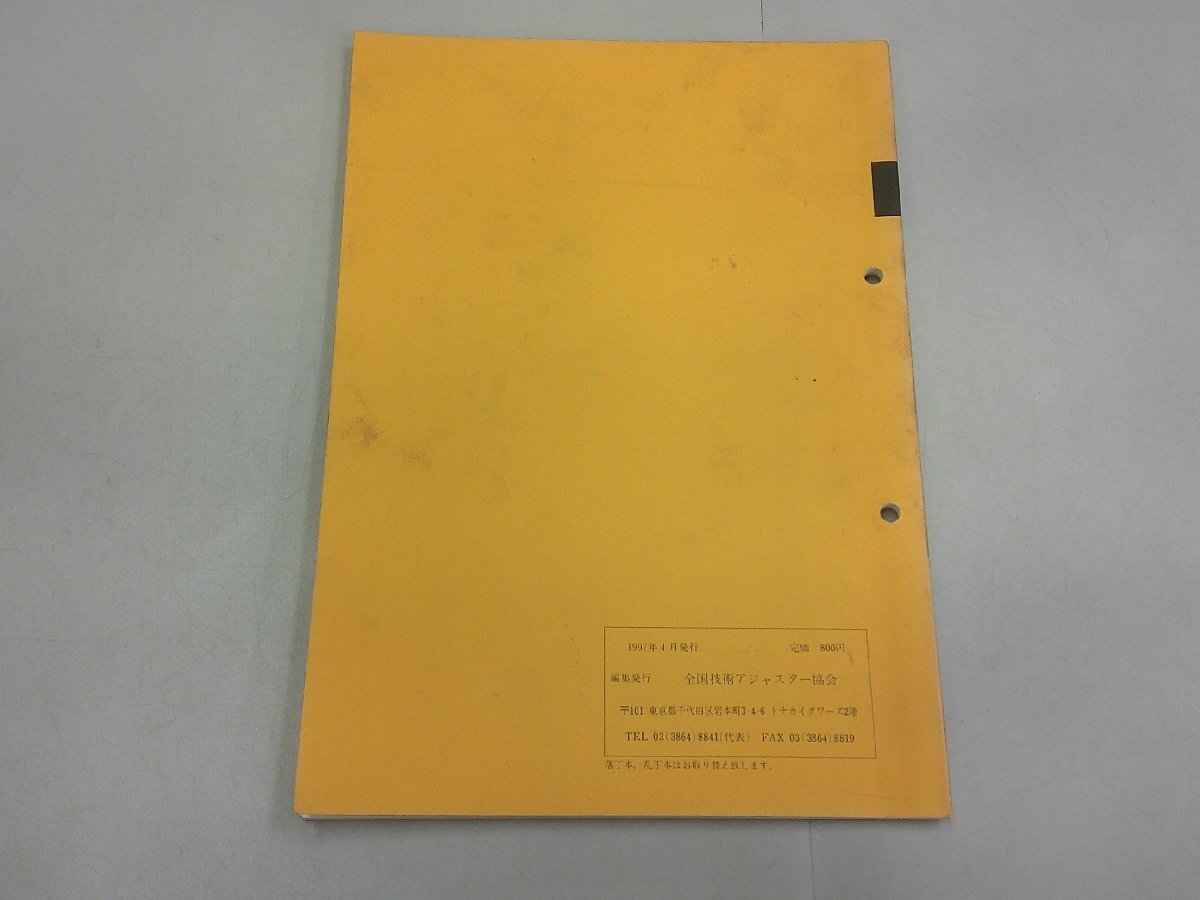 1997年4月発行 定価 800円
編集発行 全国技術アジャスター協会
〒101 東京都千代田区岩本町3-4-6 トナカイタワーズ2階
TEL 03(3864)8841(代表) FAX 03(3864)8819
落丁本,乱丁本はお取り替え致します。